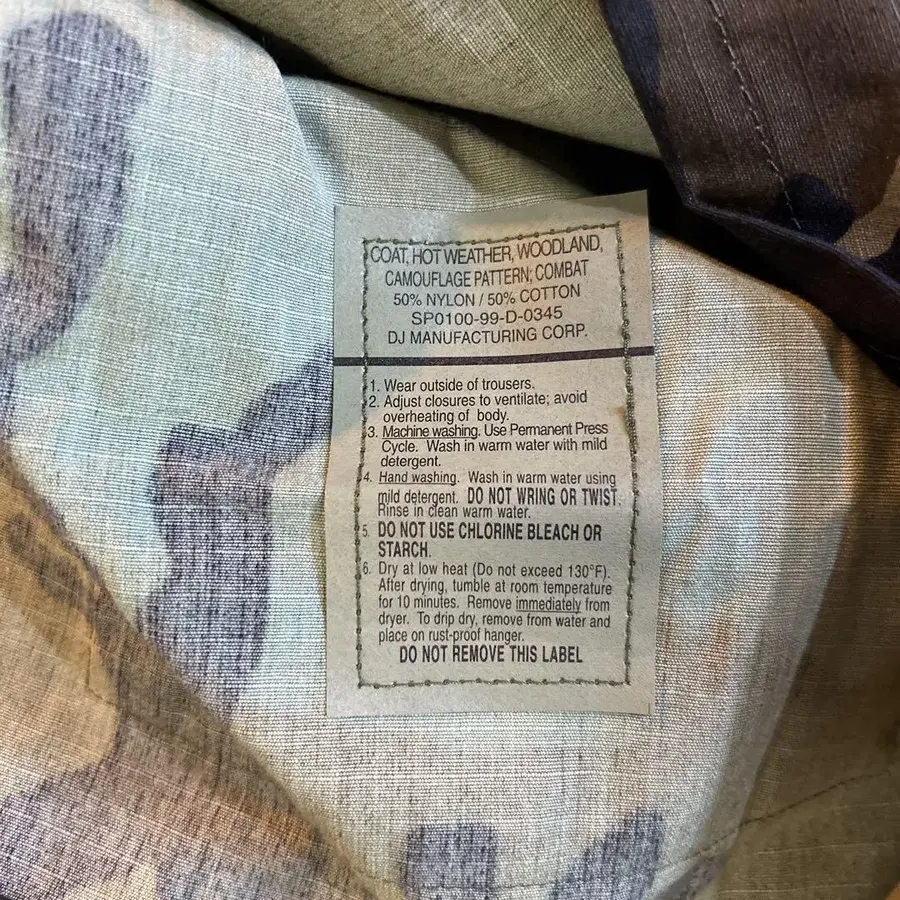 COAT, HOT WEATHER, WOODLAND,
CAMOUFLAGE PATTERN; COMBAT
50% NYLON / 50% COTTON
SP0100-99-D-0345
DJ MANUFACTURING CORP.
1. Wear outside of trousers.
2. Adjust closures to ventilate; avoid
overheating of body.
3. Machine washing. Use Permanent Press
Cycle. Wash in warm water with mild
detergent.
4. Hand washing. Wash in warm water using
mild detergent. DO NOT WRING OR TWIST.
Rinse in clean warm water.
5. DO NOT USE CHLORINE BLEACH OR
STARCH.
6. Dry at low heat (Do not exceed 130°F).
After drying, tumble at room temperature
for 10 minutes. Remove immediately from
dryer. To drip dry, remove from water and
place on rust-proof hanger.
DO NOT REMOVE THIS LABEL